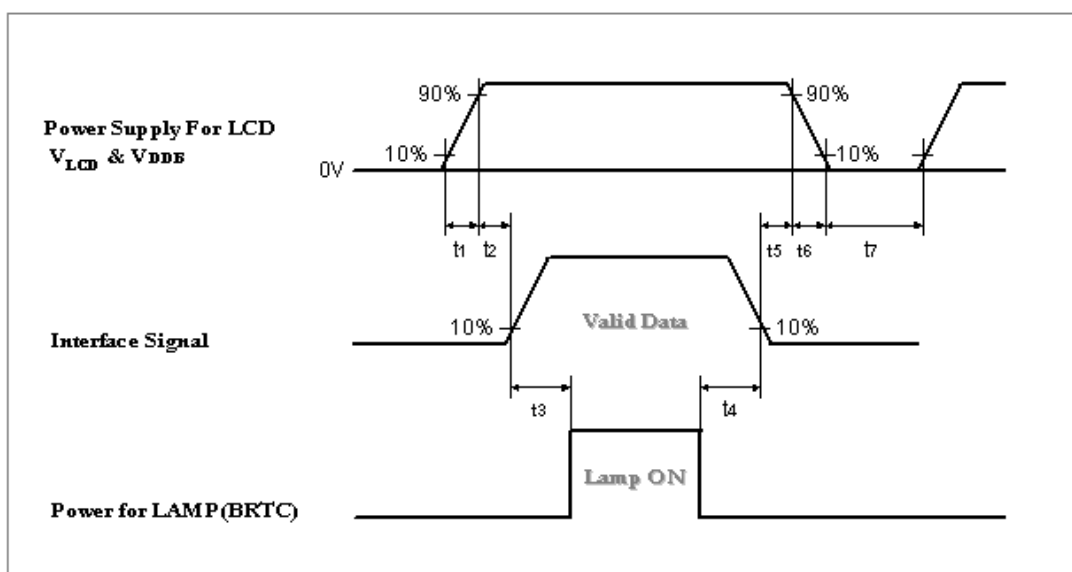 90%
90%
Power Supply For LCD
VLCD & VDDE
10%
10%
0V
t1 t2
t5 t6 t7
10%
Valid Data
10%
Interface Signal
t3
t4
Lamp ON
Power for LAMP(BRTC)